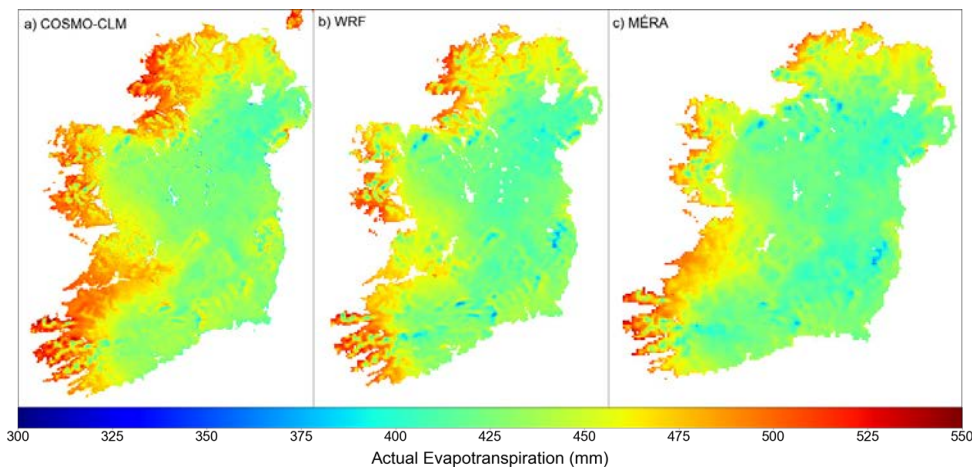 a) COSMO-CLM
b) WRF
c) MÉRA
300 325 350 375 400 425 450 475 500 525 550
Actual Evapotranspiration (mm)